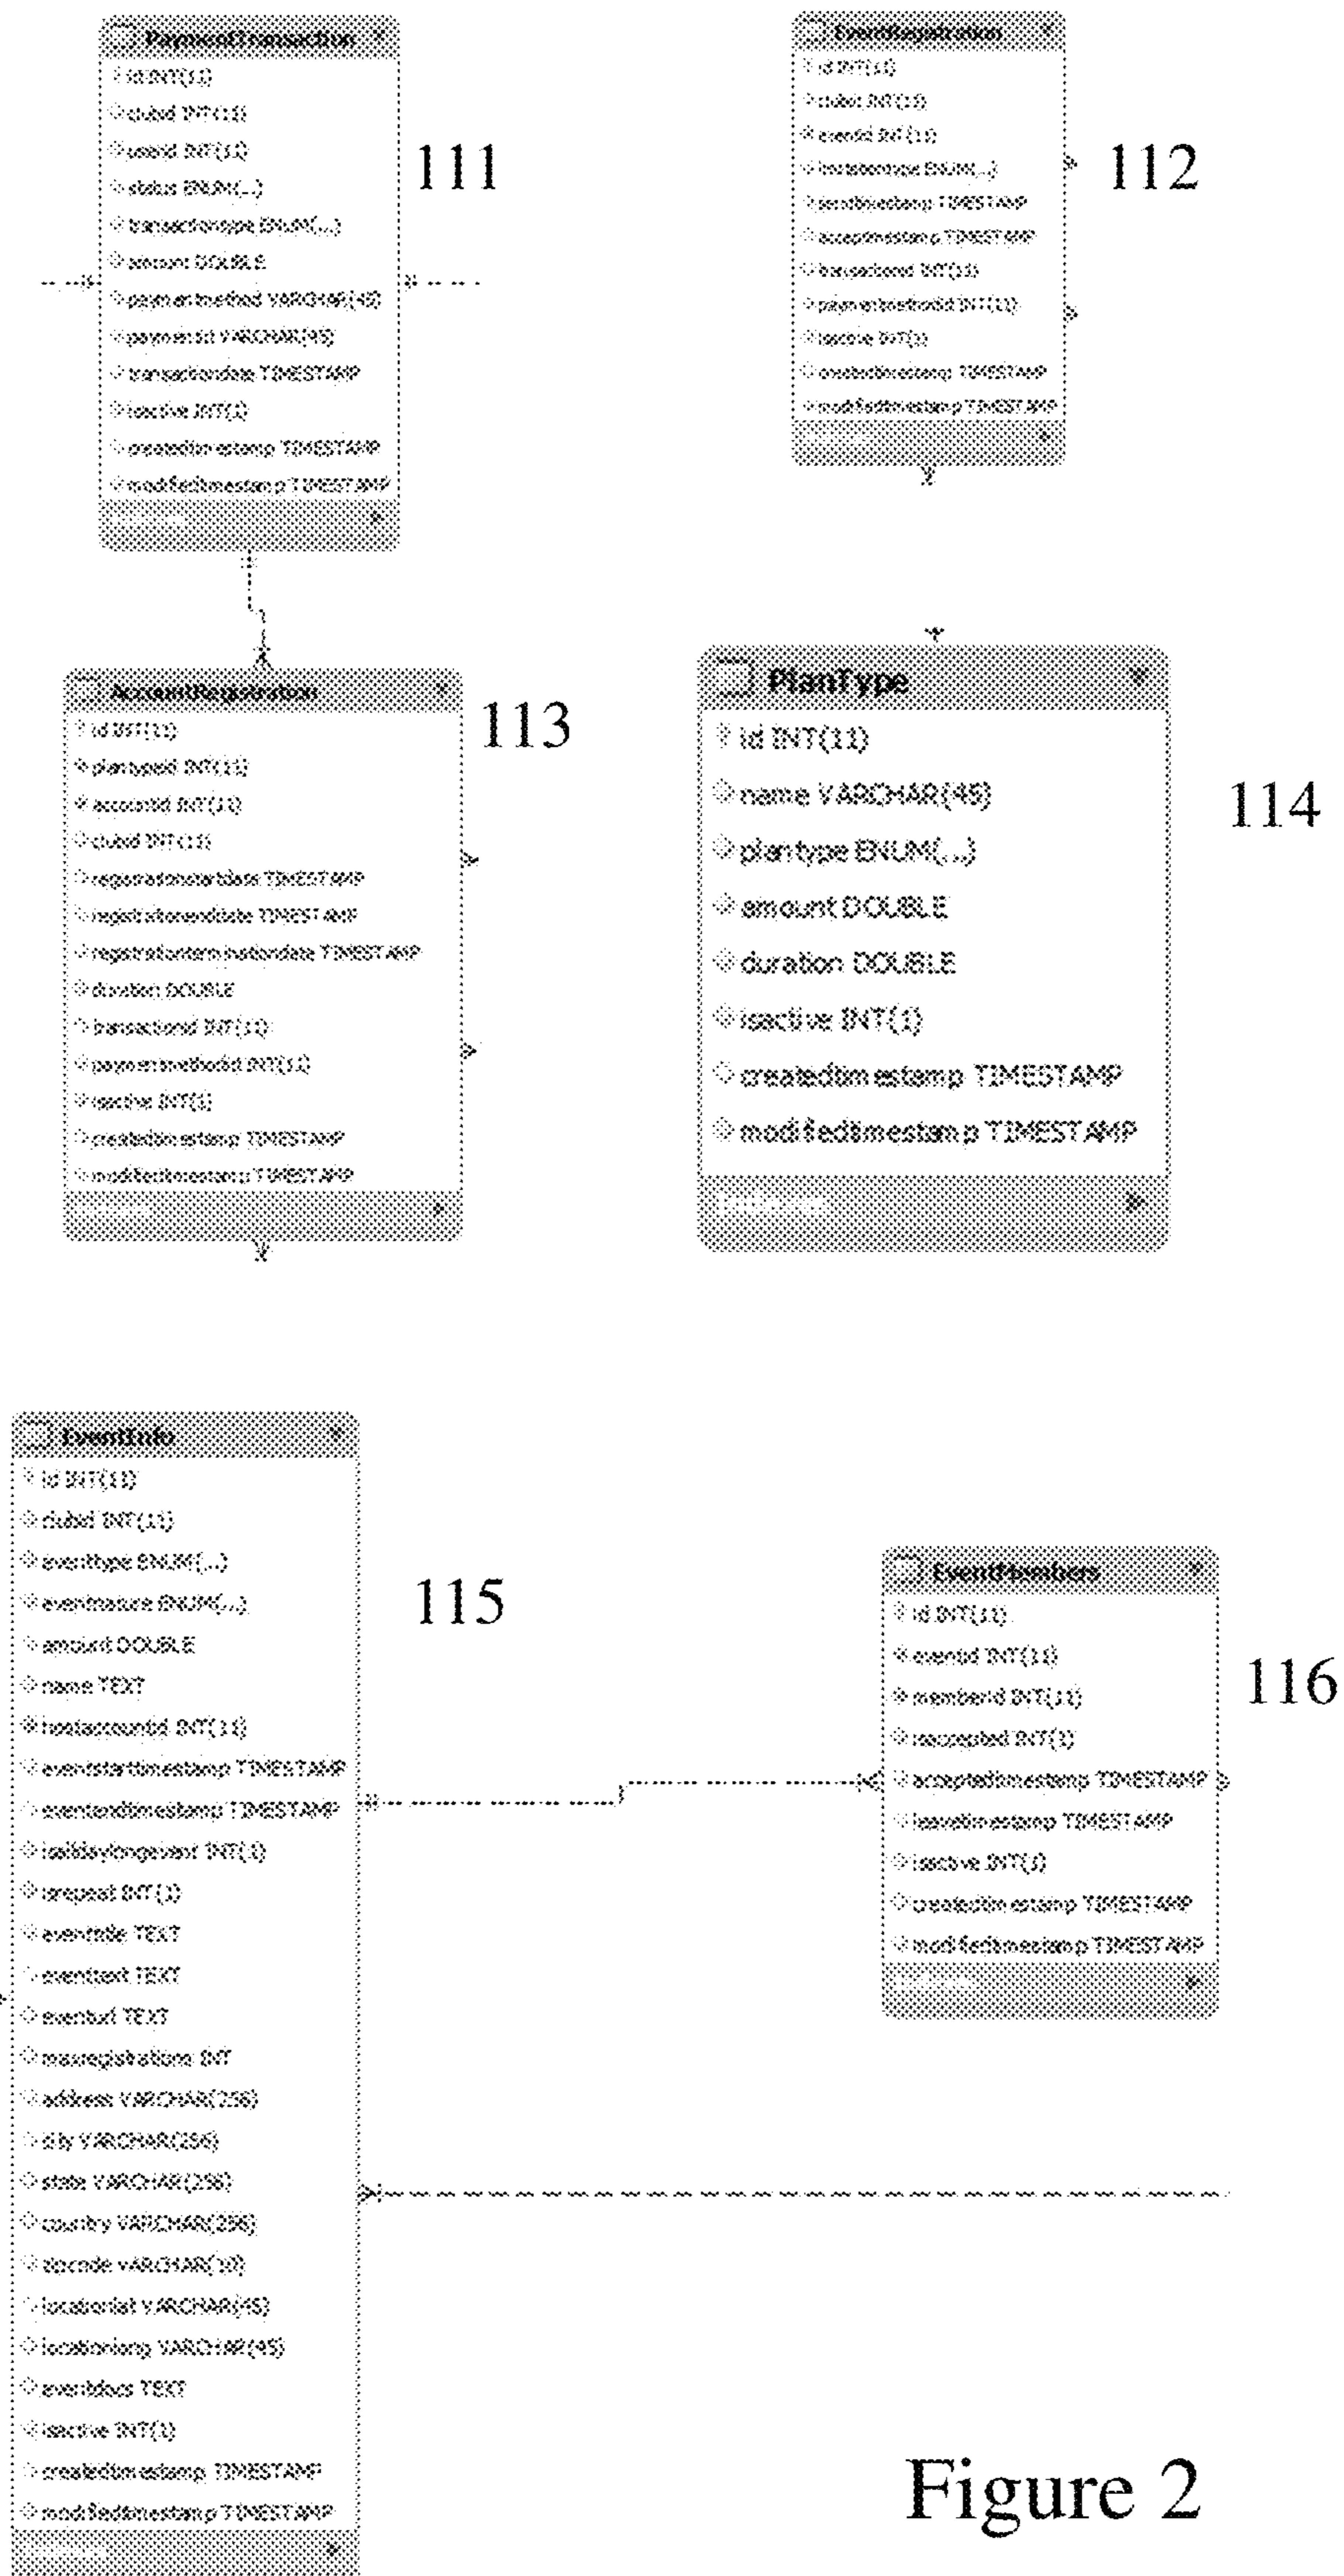 PaymentTransaction
id INT(11)
clubid INT(11)
userid INT(11)
status ENUM(...)
transactiontype ENUM(...)
amount DOUBLE
paymentmethod VARCHAR(45)
paymentid VARCHAR(45)
transactiondate TIMESTAMP
isactive INT(1)
createdtimestamp TIMESTAMP
modifiedtimestamp TIMESTAMP
111
EventRegistration
id INT(11)
clubid INT(11)
eventid INT(11)
ENUM(...)
sendtimestamp TIMESTAMP
accepttimestamp TIMESTAMP
transactionid INT(11)
paymentmethodid INT(11)
isactive INT(1)
createdtimestamp TIMESTAMP
modifiedtimestamp TIMESTAMP
112
AccountRegistration
id INT(11)
plantypeid INT(11)
accountid INT(11)
clubid INT(11)
registrationstartdate TIMESTAMP
registrationenddate TIMESTAMP
registrationterminationdate TIMESTAMP
duration DOUBLE
transactionid INT(11)
paymentmethodid INT(11)
isactive INT(1)
createdtimestamp TIMESTAMP
modifiedtimestamp TIMESTAMP
113
PlanType
id INT(11)
name VARCHAR(45)
plantype ENUM(...)
amount DOUBLE
duration DOUBLE
isactive INT(1)
createdtimestamp TIMESTAMP
modifiedtimestamp TIMESTAMP
114
EventInfo
id INT(11)
clubid INT(11)
eventtype ENUM(...)
eventnature ENUM(...)
amount DOUBLE
name TEXT
hostaccountid INT(11)
eventstarttimestamp TIMESTAMP
eventendtimestamp TIMESTAMP
isalldaylongevent INT(1)
isrepeat INT(1)
eventtitle TEXT
eventtext TEXT
eventurl TEXT
maxregistrations INT
address VARCHAR(256)
city VARCHAR(256)
state VARCHAR(256)
country VARCHAR(256)
zipcode VARCHAR(10)
locationlat VARCHAR(45)
locationlong VARCHAR(45)
eventdocs TEXT
isactive INT(1)
createdtimestamp TIMESTAMP
modifiedtimestamp TIMESTAMP
115
EventMembers
id INT(11)
eventid INT(11)
memberid INT(11)
isaccepted INT(1)
acceptedtimestamp TIMESTAMP
leavetimestamp TIMESTAMP
isactive INT(1)
createdtimestamp TIMESTAMP
modifiedtimestamp TIMESTAMP
116
Figure 2